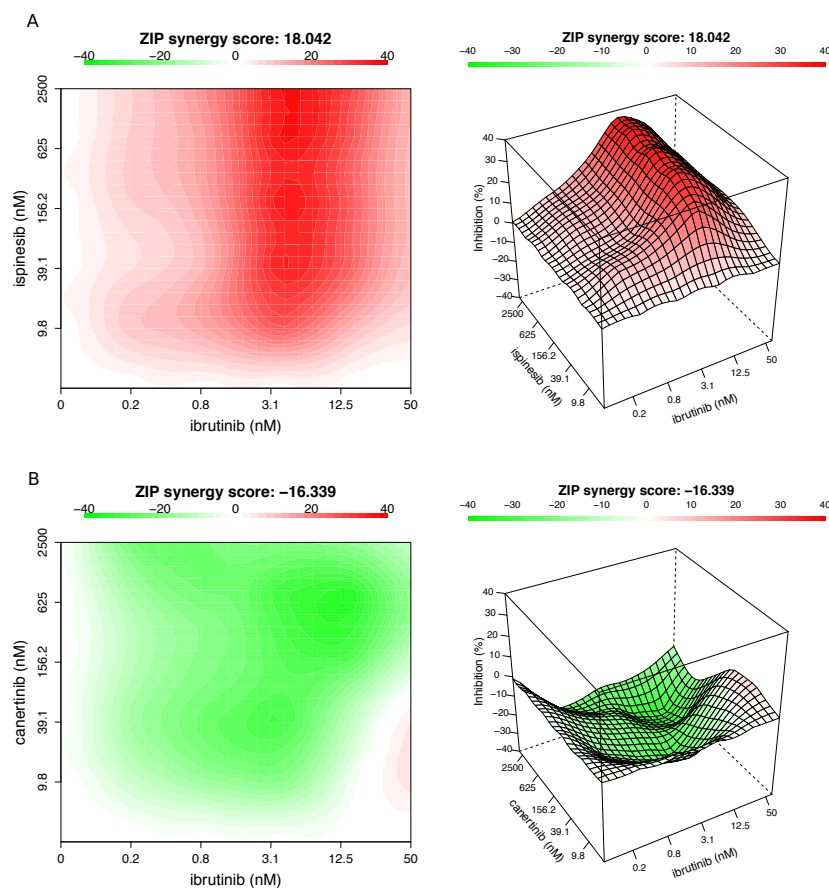 A
ZIP synergy score: 18.042
−40 −20 0 20 40
ispinesib (nM)
2500
625
156.2
39.1
9.8
0 0.2 0.8 3.1 12.5 50
ibrutinib (nM)
ZIP synergy score: 18.042
−40 −30 −20 −10 0 10 20 30 40
Inhibition (%)
40
30
20
10
0
−10
−20
−30
−40
2500
625
156.2
39.1
9.8
ispinesib (nM)
0.2 0.8 3.1 12.5 50
ibrutinib (nM)
B
ZIP synergy score: −16.339
−40 −20 0 20 40
canertinib (nM)
2500
625
156.2
39.1
9.8
0 0.2 0.8 3.1 12.5 50
ibrutinib (nM)
ZIP synergy score: −16.339
−40 −30 −20 −10 0 10 20 30 40
Inhibition (%)
40
30
20
10
0
−10
−20
−30
−40
2500
625
156.2
39.1
9.8
canertinib (nM)
0.2 0.8 3.1 12.5 50
ibrutinib (nM)